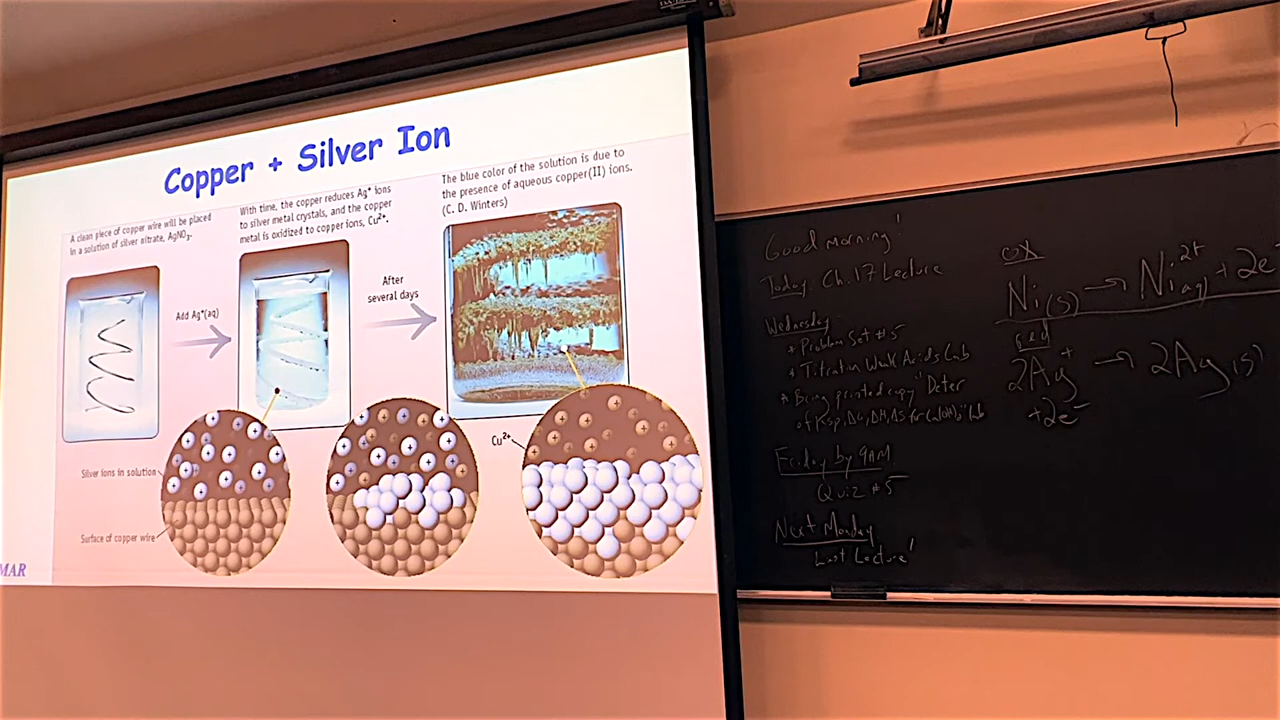 Copper + Silver Ion
A clean piece of copper wire will be placed
in a solution of silver nitrate, AgNO₃.
With time, the copper reduces Ag⁺ ions
to silver metal crystals, and the copper
metal is oxidized to copper ions, Cu²⁺.
The blue color of the solution is due to
the presence of aqueous copper(II) ions.
(C. D. Winters)
Add Ag⁺(aq)
After
several days
Silver ions in solution
Surface of copper wire
Cu²⁺
MAR
Good morning!
Today Ch. 17 Lecture
Wednesday
* Problem Set #5
* Titration Weak Acids Lab
* Bring printed copy "Deter
of Ksp, ΔG, ΔH, ΔS for Ca(OH)₂" lab
Friday by 9AM
Quiz #5
Next Monday
Last Lecture!
ox
Ni(s) → Ni²⁺(aq) + 2e⁻
red
2Ag⁺ → 2Ag(s)
+2e⁻